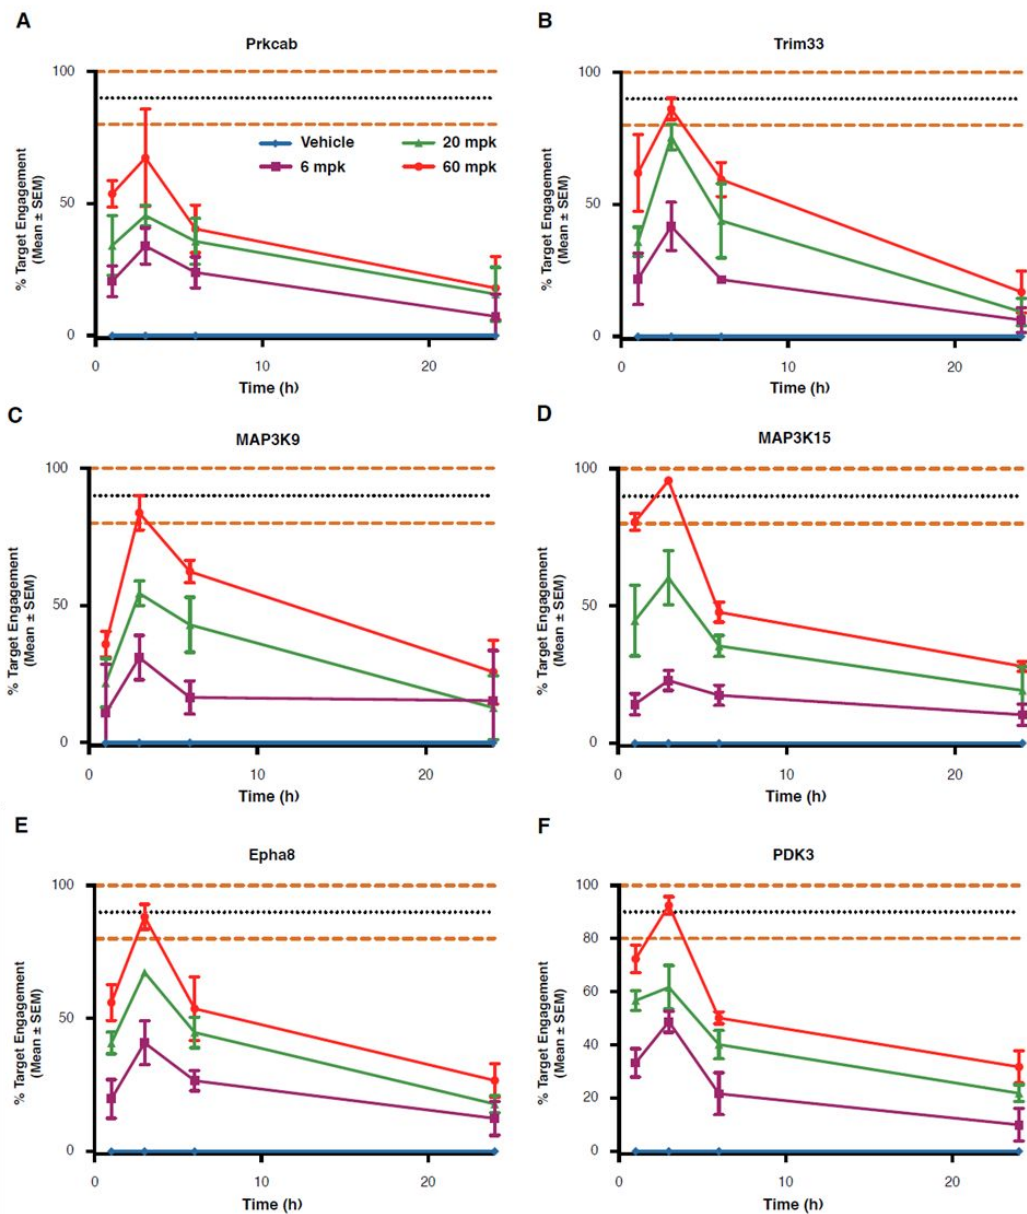 A
Prkcab
100
50
0
% Target Engagement
(Mean ± SEM)
Vehicle
20 mpk
6 mpk
60 mpk
0
10
20
Time (h)
B
Trim33
100
50
0
% Target Engagement
(Mean ± SEM)
0
10
20
Time (h)
C
MAP3K9
100
50
0
% Target Engagement
(Mean ± SEM)
0
10
20
Time (h)
D
MAP3K15
100
50
0
% Target Engagement
(Mean ± SEM)
0
10
20
Time (h)
E
Epha8
100
50
0
% Target Engagement
(Mean ± SEM)
0
10
20
Time (h)
F
PDK3
100
80
60
40
20
0
% Target Engagement
(Mean ± SEM)
0
10
20
Time (h)